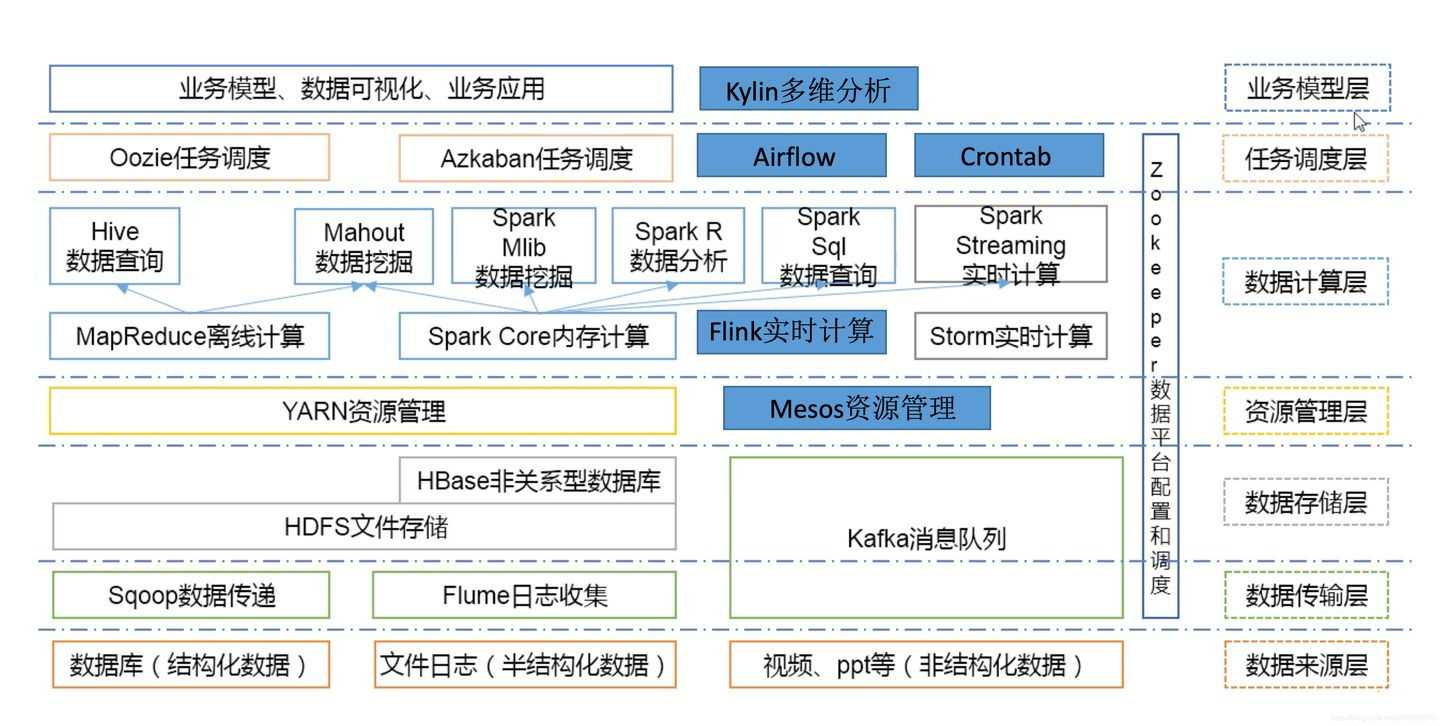 业务模型、数据可视化、业务应用
Kylin多维分析
业务模型层
Oozie任务调度
Azkaban任务调度
Airflow
Crontab
任务调度层
Hive
数据查询
Mahout
数据挖掘
Spark
Mlib
数据挖掘
Spark R
数据分析
Spark
Sql
数据查询
Spark
Streaming
实时计算
数据计算层
MapReduce离线计算
Spark Core内存计算
Flink实时计算
Storm实时计算
Zookeeper数据平台配置和调度
YARN资源管理
Mesos资源管理
资源管理层
HBase非关系型数据库
HDFS文件存储
Kafka消息队列
数据存储层
Sqoop数据传递
Flume日志收集
数据传输层
数据库（结构化数据）
文件日志（半结构化数据）
视频、ppt等（非结构化数据）
数据来源层